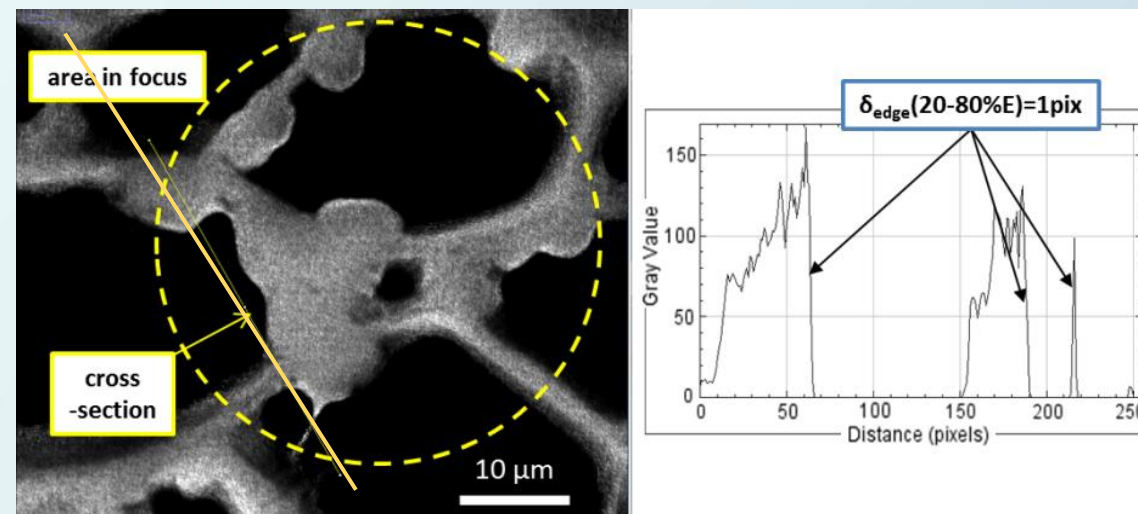 area in focus
cross
-section
10 μm
δedge(20-80%E)=1pix
150
100
50
0
Gray Value
0 50 100 150 200 250
Distance (pixels)